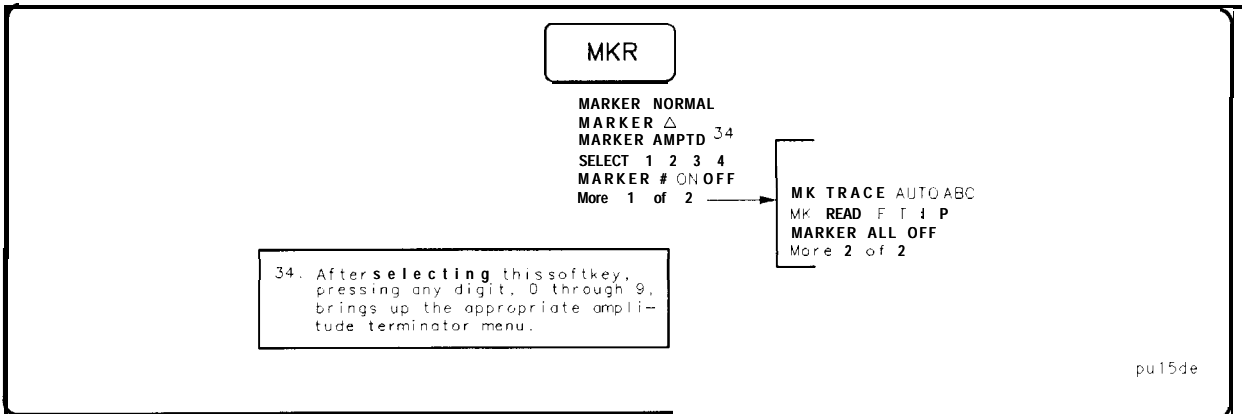 MKR
MARKER NORMAL
MARKER △
MARKER AMPTD 34
SELECT 1 2 3 4
MARKER # ON OFF
More 1 of 2
MK TRACE AUTO ABC
MK READ F T I P
MARKER ALL OFF
More 2 of 2
34. After selecting this softkey,
pressing any digit, 0 through 9,
brings up the appropriate ampli-
tude terminator menu.
pu15de